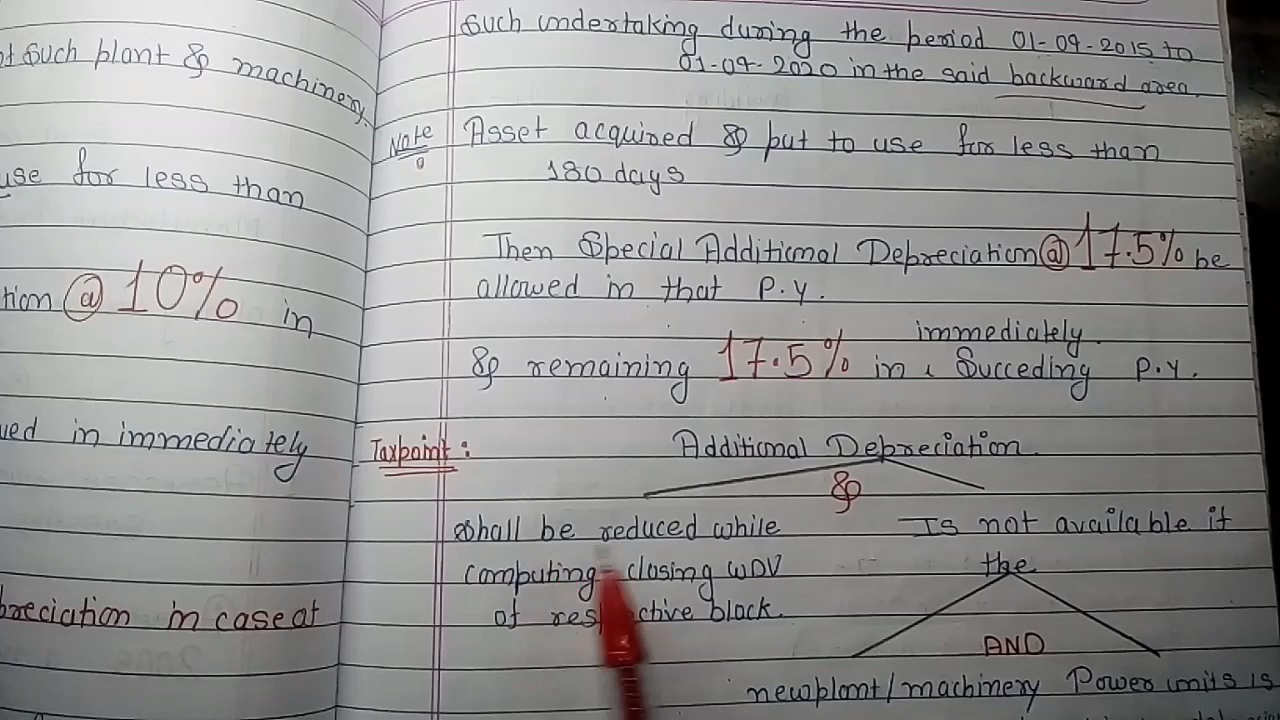 of such plant & machinery.
use for less than
tion @ 10% in
ued in immediately
preciation in case of
Such undertaking during the period 01-04-2015 to
01-04-2020 in the said backward area.
Note
Asset acquired & put to use for less than
180 days
Then Special Additional Depreciation @ 17.5% be
allowed in that P.Y.
& remaining 17.5% in immediately Succeding P.Y.
Taxpoint:
Additional Depreciation
&
shall be reduced while
computing closing WDV
of respective block.
Is not available if
the
AND
new plant/machinery
Power units is